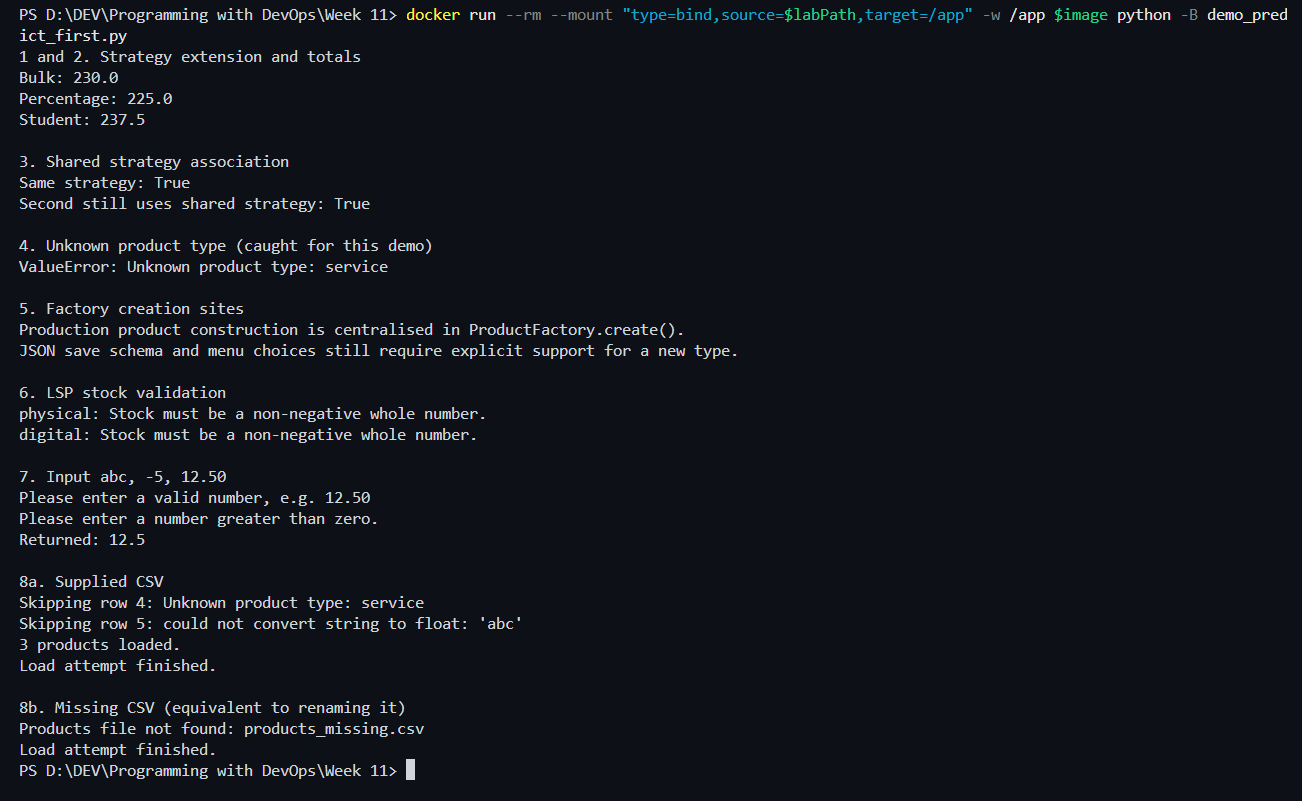 PS D:\DEV\Programming with DevOps\Week 11> docker run --rm --mount "type=bind,source=$labPath,target=/app" -w /app $image python -B demo_pred
ict_first.py
1 and 2. Strategy extension and totals
Bulk: 230.0
Percentage: 225.0
Student: 237.5

3. Shared strategy association
Same strategy: True
Second still uses shared strategy: True

4. Unknown product type (caught for this demo)
ValueError: Unknown product type: service

5. Factory creation sites
Production product construction is centralised in ProductFactory.create().
JSON save schema and menu choices still require explicit support for a new type.

6. LSP stock validation
physical: Stock must be a non-negative whole number.
digital: Stock must be a non-negative whole number.

7. Input abc, -5, 12.50
Please enter a valid number, e.g. 12.50
Please enter a number greater than zero.
Returned: 12.5

8a. Supplied CSV
Skipping row 4: Unknown product type: service
Skipping row 5: could not convert string to float: 'abc'
3 products loaded.
Load attempt finished.

8b. Missing CSV (equivalent to renaming it)
Products file not found: products_missing.csv
Load attempt finished.
PS D:\DEV\Programming with DevOps\Week 11>